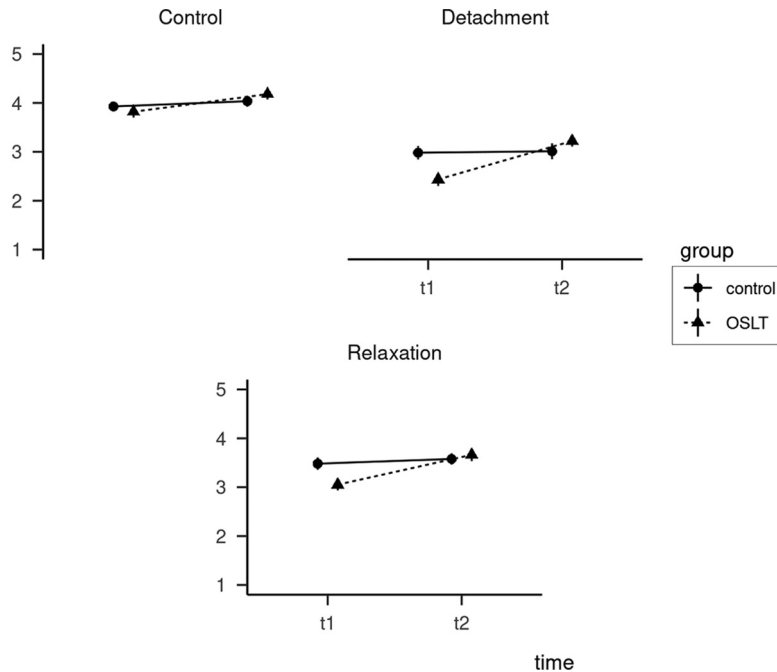 Control
Detachment
5
4
3
2
1
t1 t2
group
control
OSLT
Relaxation
5
4
3
2
1
t1 t2
time